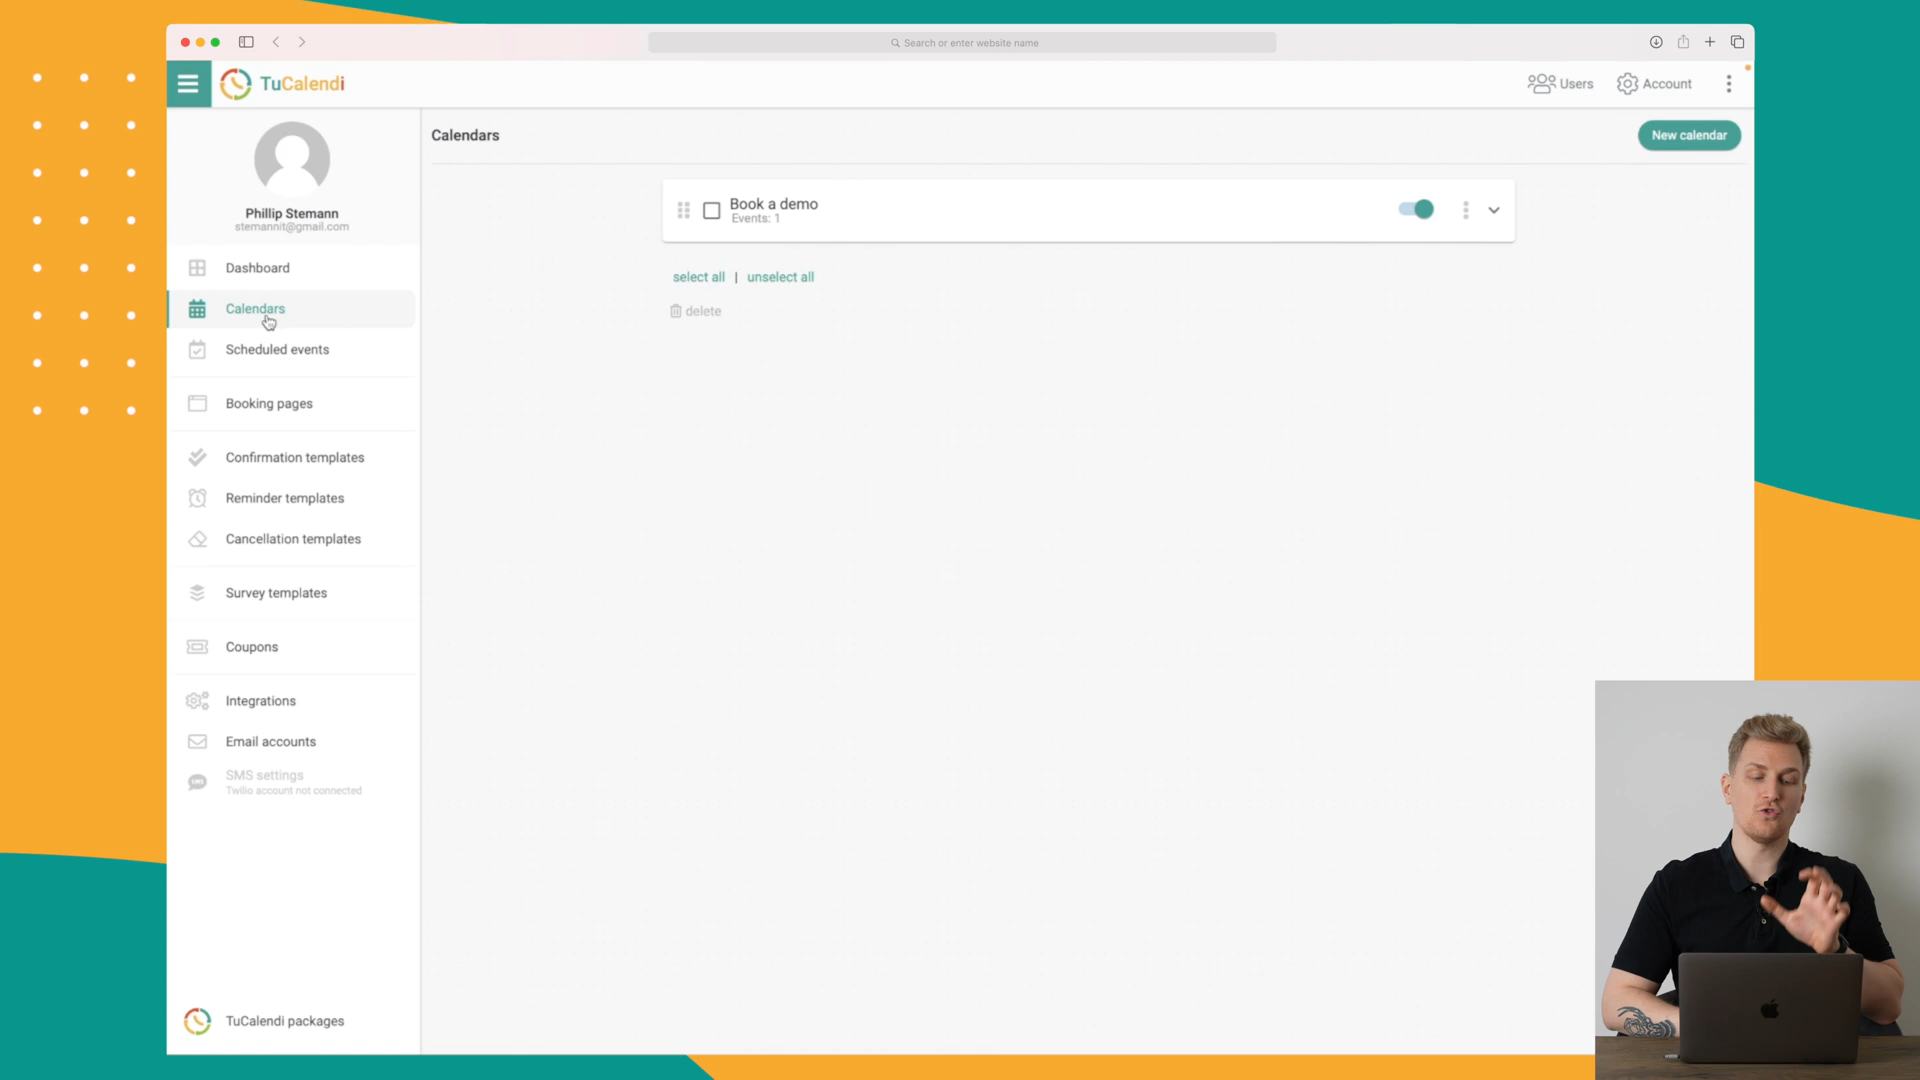 Search or enter website name
TuCalendi
Users
Account
Phillip Stemann
stemannit@gmail.com
Dashboard
Calendars
Scheduled events
Booking pages
Confirmation templates
Reminder templates
Cancellation templates
Survey templates
Coupons
Integrations
Email accounts
SMS settings
Twilio account not connected
TuCalendi packages
Calendars
New calendar
Book a demo
Events: 1
select all | unselect all
delete